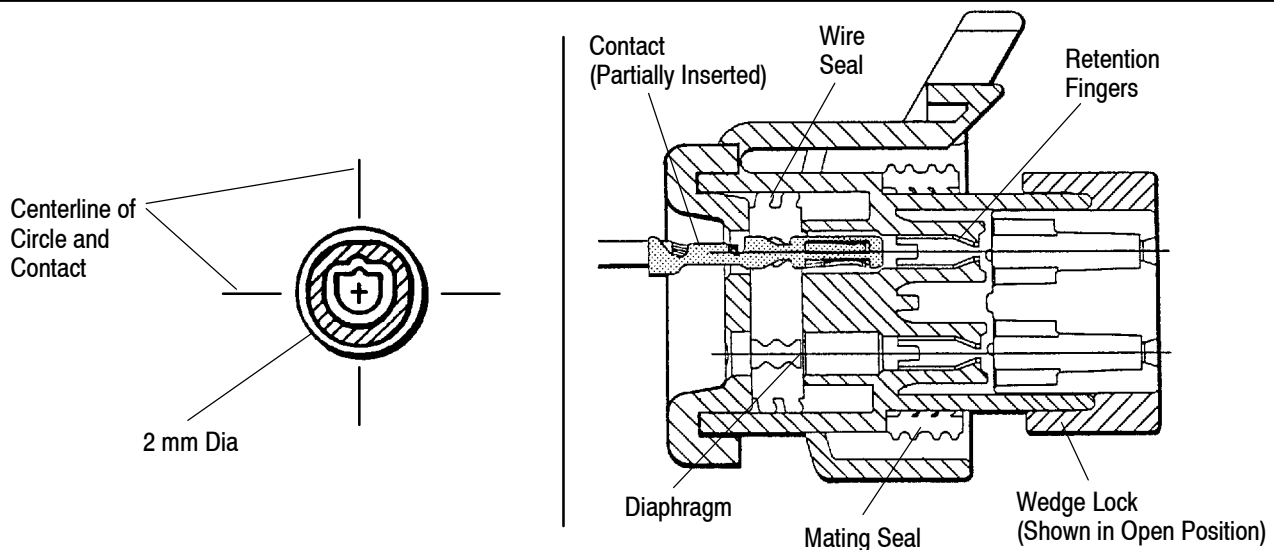 Centerline of
Circle and
Contact
2 mm Dia
Contact
(Partially Inserted)
Wire
Seal
Retention
Fingers
Diaphragm
Mating Seal
Wedge Lock
(Shown in Open Position)